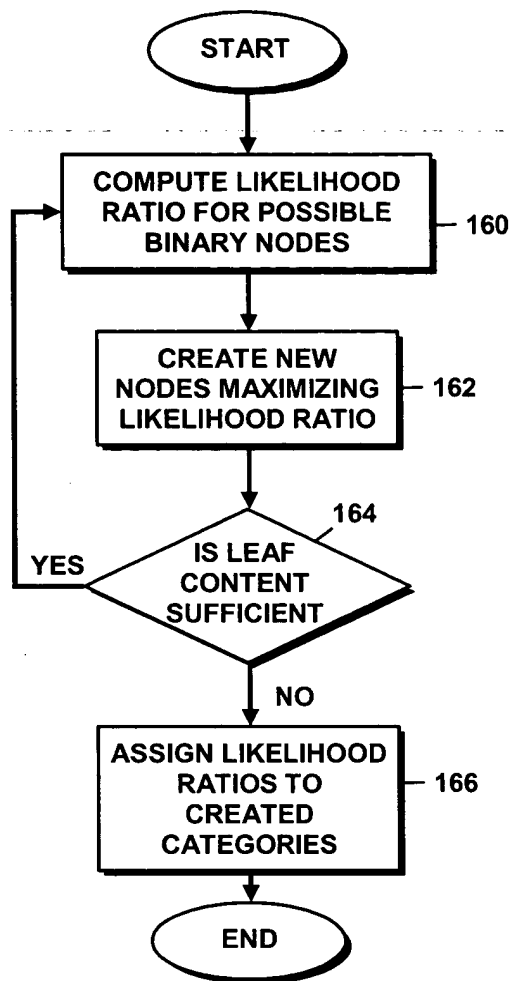 START
COMPUTE LIKELIHOOD
RATIO FOR POSSIBLE
BINARY NODES
160
CREATE NEW
NODES MAXIMIZING
LIKELIHOOD RATIO
162
164
IS LEAF
CONTENT
SUFFICIENT
YES
NO
ASSIGN LIKELIHOOD
RATIOS TO
CREATED
CATEGORIES
166
END